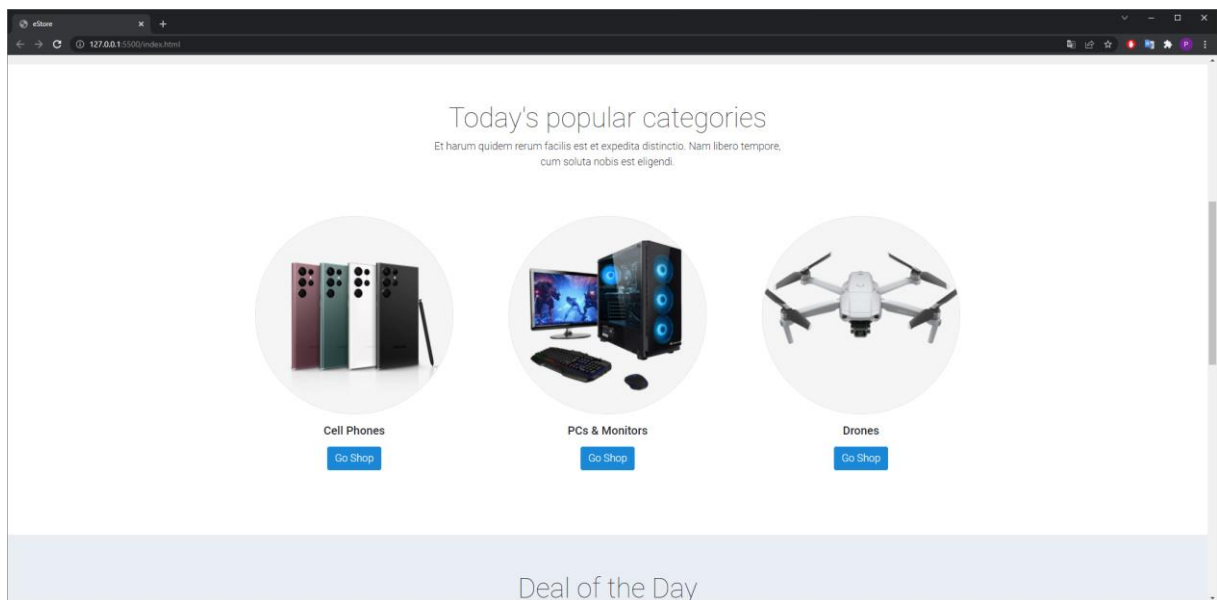 eStore
127.0.0.1:5500/index.html
P
Today's popular categories
Et harum quidem rerum facilis est et expedita distinctio. Nam libero tempore,
cum soluta nobis est eligendi.
Cell Phones
PCs & Monitors
Drones
Go Shop
Go Shop
Go Shop
Deal of the Day